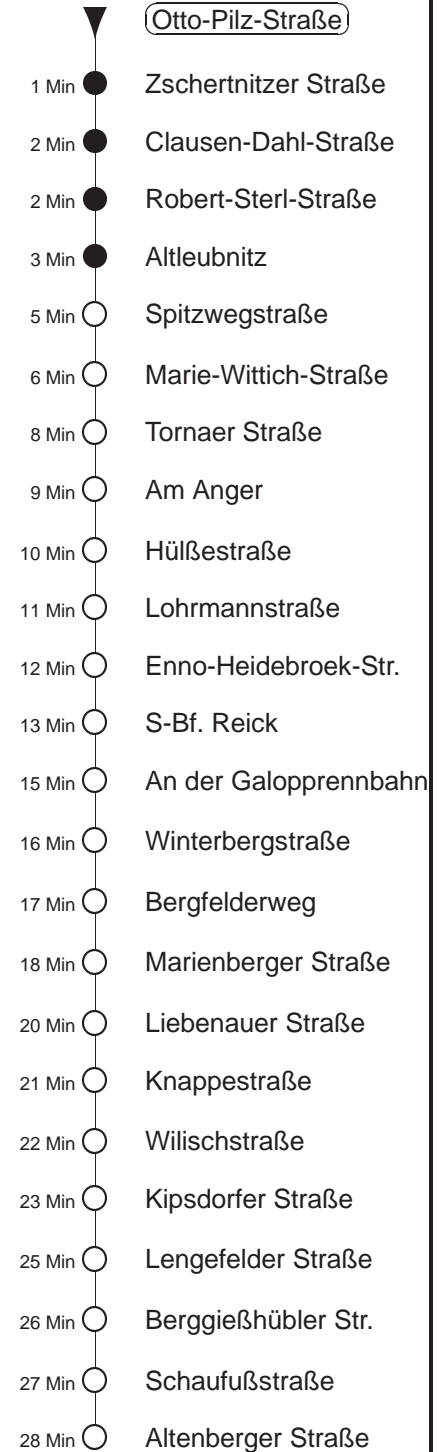 Otto-Pilz-Straße
1 Min Zschertnitzer Straße
2 Min Clausen-Dahl-Straße
2 Min Robert-Sterl-Straße
3 Min Altleubnitz
5 Min Spitzwegstraße
6 Min Marie-Wittich-Straße
8 Min Tornaer Straße
9 Min Am Anger
10 Min Hülßestraße
11 Min Lohrmannstraße
12 Min Enno-Heidebroek-Str.
13 Min S-Bf. Reick
15 Min An der Galopprennbahn
16 Min Winterbergstraße
17 Min Bergfelderweg
18 Min Marienberger Straße
20 Min Liebenauer Straße
21 Min Knappestraße
22 Min Wilischstraße
23 Min Kipsdorfer Straße
25 Min Lengefelder Straße
26 Min Berggießhübler Str.
27 Min Schaufußstraße
28 Min Altenberger Straße